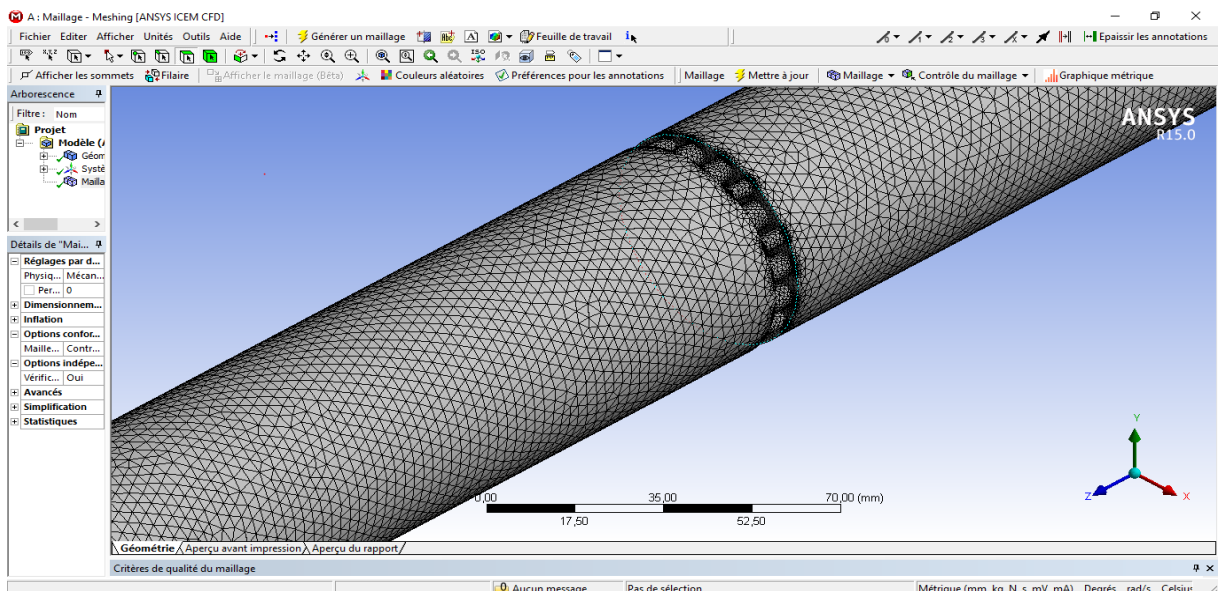 A : Maillage - Meshing [ANSYS ICEM CFD]
Fichier Editer Afficher Unités Outils Aide Générer un maillage A Feuille de travail Epaissir les annotations
ISO
Afficher les sommets Filaire Afficher le maillage (Bêta) Couleurs aléatoires Préférences pour les annotations Maillage Mettre à jour Maillage Contrôle du maillage Graphique métrique
Arborescence
Filtre : Nom
Projet
Modèle (
Géom
Systè
Mailla
Détails de "Mai...
Réglages par d...
Physiq... Mécan...
Per... 0
Dimensionnem...
Inflation
Options confor...
Maille... Contr...
Options indépe...
Vérific... Oui
Avancés
Simplification
Statistiques
ANSYS
R15.0
Y
Z
X
0,00 35,00 70,00 (mm)
17,50 52,50
Géométrie Aperçu avant impression Aperçu du rapport
Critères de qualité du maillage
0 Aucun message Pas de sélection Métrique (mm, kg, N, s, mV, mA) Degrés rad/s Celsius